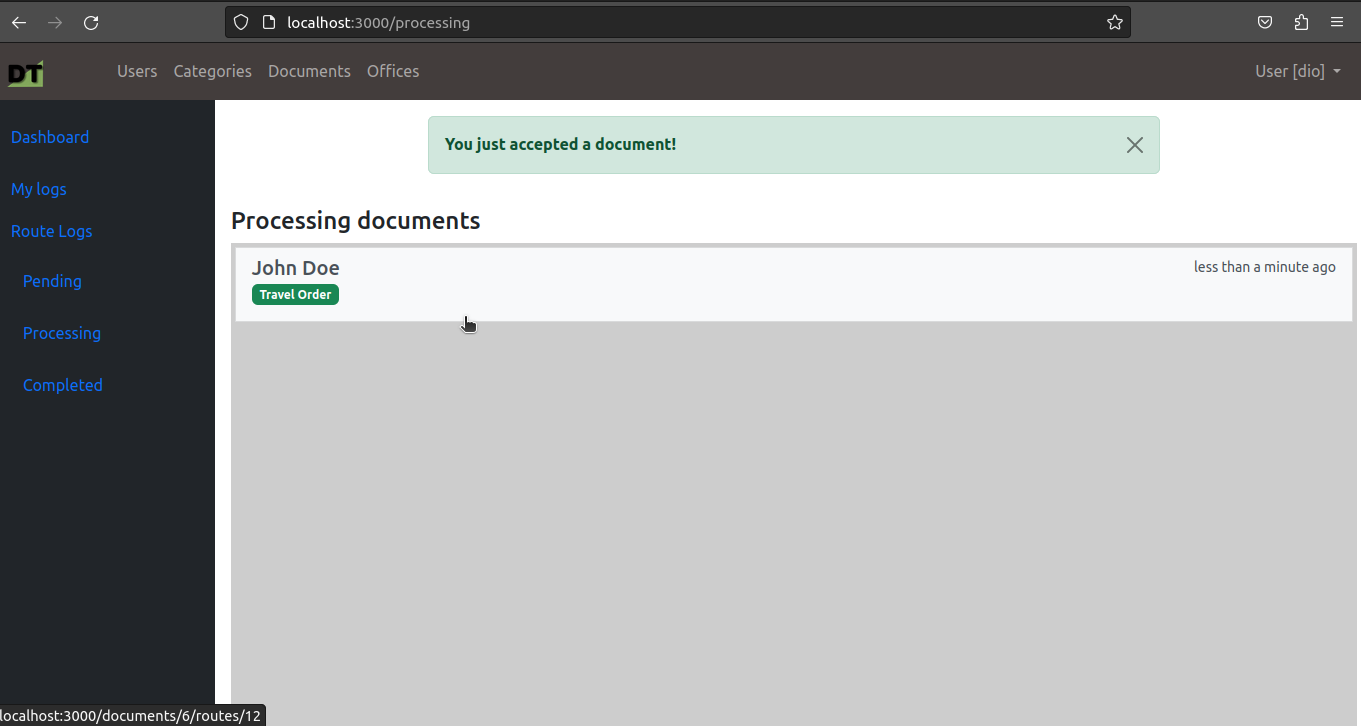 localhost:3000/processing
DT
Users Categories Documents Offices User [dio]
Dashboard
My logs
Route Logs
Pending
Processing
Completed
You just accepted a document!
Processing documents
John Doe
less than a minute ago
Travel Order
localhost:3000/documents/6/routes/12